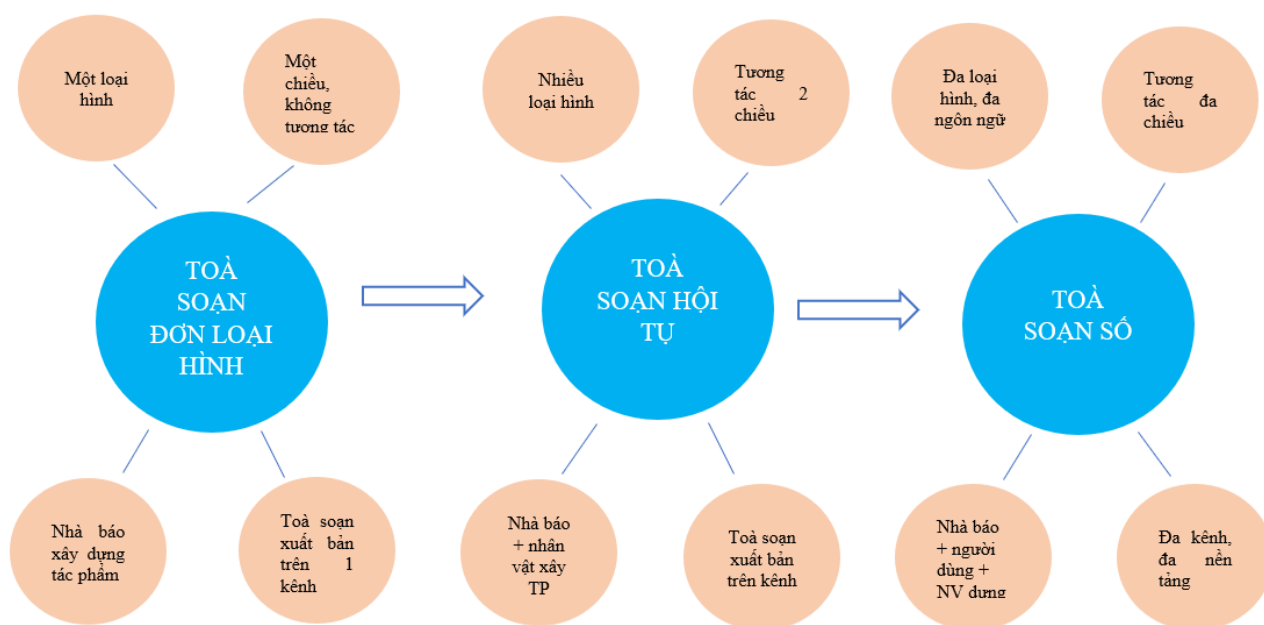 Một loại
hình
Một
chiều,
không
tương tác
Nhiều
loại hình
Tương
tác 2
chiều
Đa loại
hình, đa
ngôn ngữ
Tương
tác đa
chiều
TOÀ
SOẠN
ĐƠN LOẠI
HÌNH
TOÀ
SOẠN HỘI
TỤ
TOÀ
SOẠN SỐ
Nhà báo
xây dựng
tác phẩm
Toà soạn
xuất bản
trên 1
kênh
Nhà báo
+ nhân
vật xây
TP
Toà soạn
xuất bản
trên kênh
Nhà báo
+ người
dùng +
NV dựng
Đa kênh,
đa nền
tảng